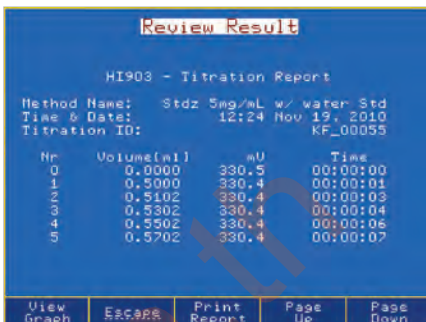 Review Result
HI903 - Titration Report
Method Name: Stdz 5mg/mL w/ water Std
Time & Date: 12:24 Nov 19, 2010
Titration ID: KF_00055
Nr Volume[ml] mV Time
0 0.0000 330.5 00:00:00
1 0.5000 330.4 00:00:01
2 0.5102 330.4 00:00:03
3 0.5302 330.4 00:00:04
4 0.5502 330.4 00:00:06
5 0.5702 330.4 00:00:07
View Graph
Escape
Print Report
Page Up
Page Down